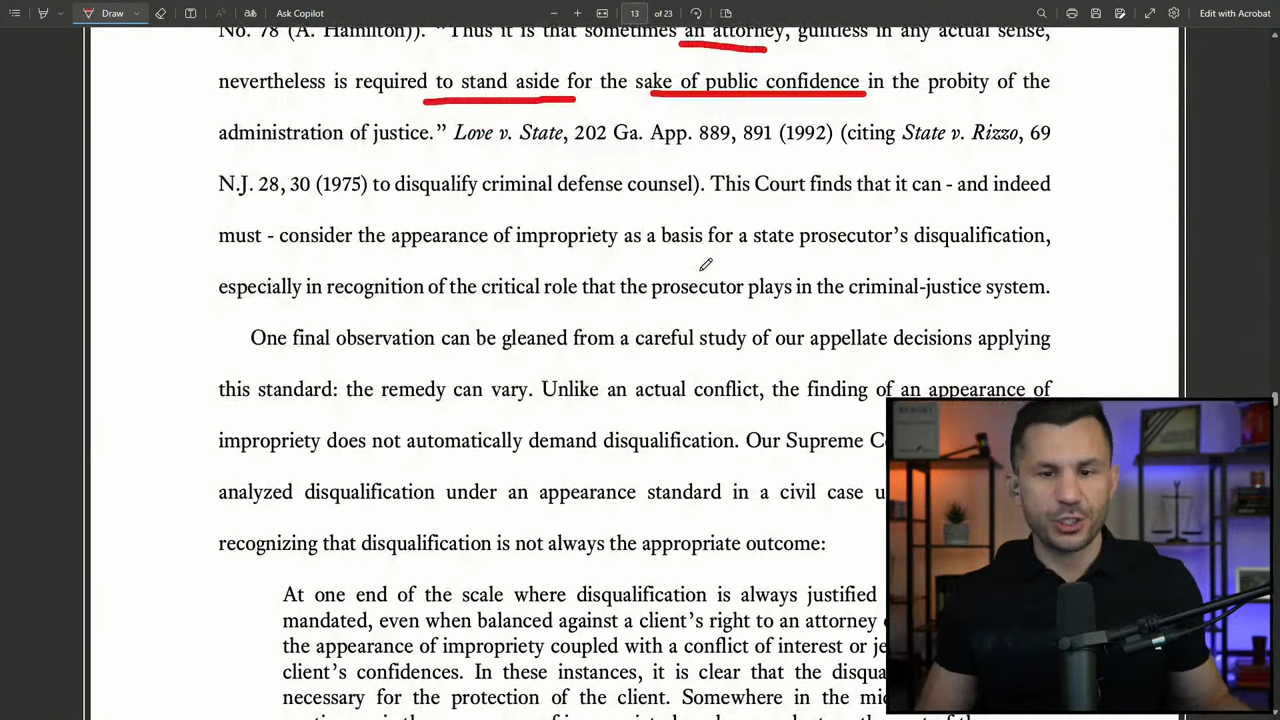 Draw
Ask Copilot
13 of 23
Edit with Acrobat
No. 78 (A. Hamilton)). “Thus it is that sometimes an attorney, guiltless in any actual sense,
nevertheless is required to stand aside for the sake of public confidence in the probity of the
administration of justice.” Love v. State, 202 Ga. App. 889, 891 (1992) (citing State v. Rizzo, 69
N.J. 28, 30 (1975) to disqualify criminal defense counsel). This Court finds that it can - and indeed
must - consider the appearance of impropriety as a basis for a state prosecutor’s disqualification,
especially in recognition of the critical role that the prosecutor plays in the criminal-justice system.
One final observation can be gleaned from a careful study of our appellate decisions applying
this standard: the remedy can vary. Unlike an actual conflict, the finding of an appearance of
impropriety does not automatically demand disqualification. Our Supreme
analyzed disqualification under an appearance standard in a civil case
recognizing that disqualification is not always the appropriate outcome:
At one end of the scale where disqualification is always justified
mandated, even when balanced against a client’s right to an attorney
the appearance of impropriety coupled with a conflict of interest or
client’s confidences. In these instances, it is clear that the
necessary for the protection of the client. Somewhere in the